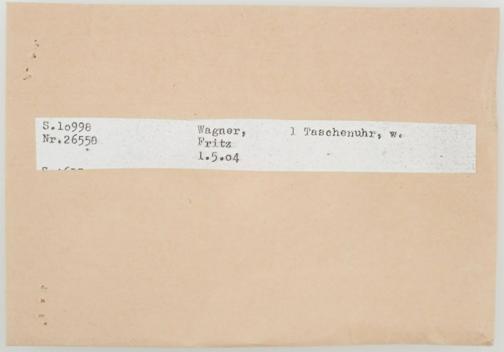 S.10998 Wagner, 1 Taschenuhr, w.
Nr.26558 Fritz
1.5.04